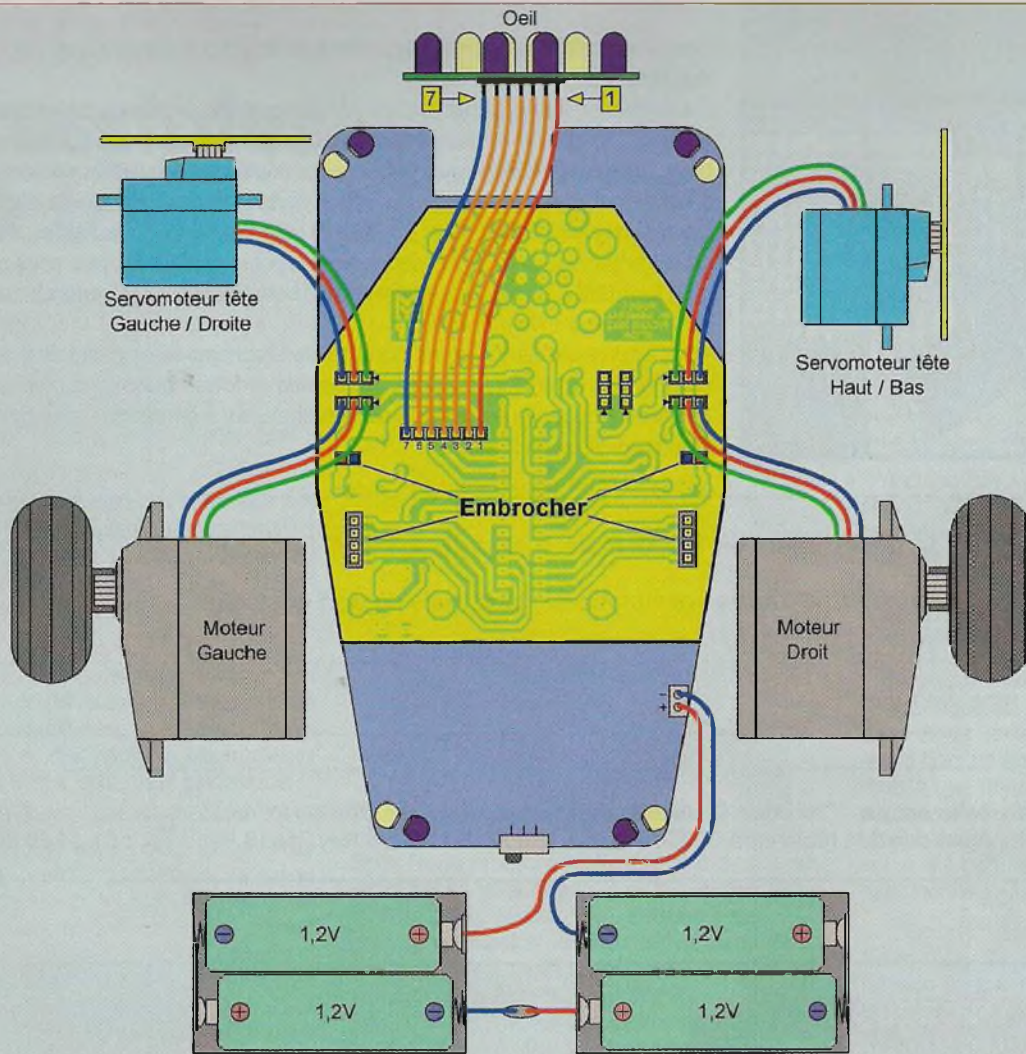 Oeil
7
1
Servomoteur tête
Gauche / Droite
Servomoteur tête
Haut / Bas
7 6 5 4 3 2 1
Embrocher
Moteur
Gauche
Moteur
Droit
-
+
- 1,2V +
- 1,2V +
+ 1,2V -
+ 1,2V -